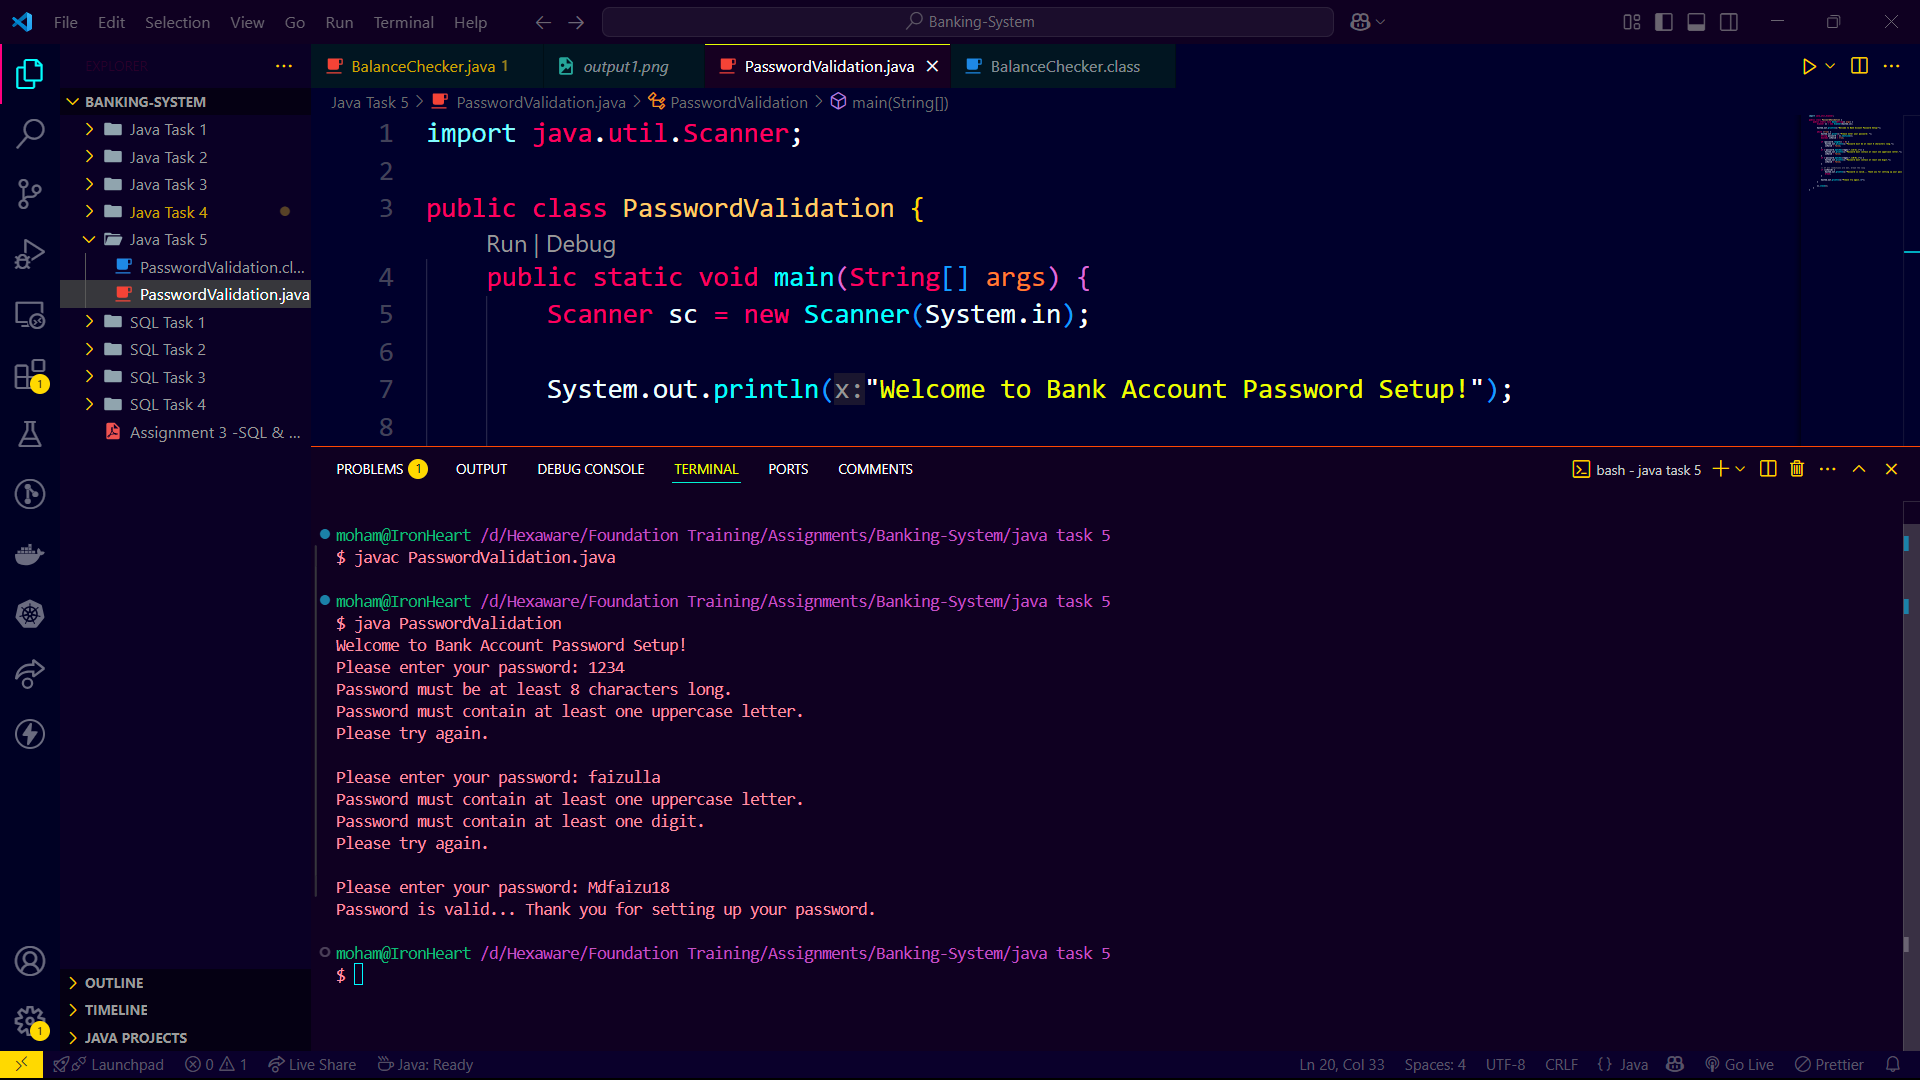 File Edit Selection View Go Run Terminal Help
Banking-System
EXPLORER
BalanceChecker.java 1
output1.png
PasswordValidation.java
BalanceChecker.class
BANKING-SYSTEM
Java Task 1
Java Task 2
Java Task 3
Java Task 4
Java Task 5
PasswordValidation.cl...
PasswordValidation.java
SQL Task 1
SQL Task 2
SQL Task 3
SQL Task 4
Assignment 3 -SQL & ...
OUTLINE
TIMELINE
JAVA PROJECTS
Java Task 5 > PasswordValidation.java > PasswordValidation > main(String[])
1 import java.util.Scanner;
2
3 public class PasswordValidation {
Run | Debug
4 public static void main(String[] args) {
5 Scanner sc = new Scanner(System.in);
6
7 System.out.println(x:"Welcome to Bank Account Password Setup!");
8
PROBLEMS 1 OUTPUT DEBUG CONSOLE TERMINAL PORTS COMMENTS
bash - java task 5
moham@IronHeart /d/Hexaware/Foundation Training/Assignments/Banking-System/java task 5
$ javac PasswordValidation.java
moham@IronHeart /d/Hexaware/Foundation Training/Assignments/Banking-System/java task 5
$ java PasswordValidation
Welcome to Bank Account Password Setup!
Please enter your password: 1234
Password must be at least 8 characters long.
Password must contain at least one uppercase letter.
Please try again.
Please enter your password: faizulla
Password must contain at least one uppercase letter.
Password must contain at least one digit.
Please try again.
Please enter your password: Mdfaizu18
Password is valid... Thank you for setting up your password.
moham@IronHeart /d/Hexaware/Foundation Training/Assignments/Banking-System/java task 5
$
1
1
Launchpad 0 1 Live Share Java: Ready
Ln 20, Col 33 Spaces: 4 UTF-8 CRLF {} Java Go Live Prettier